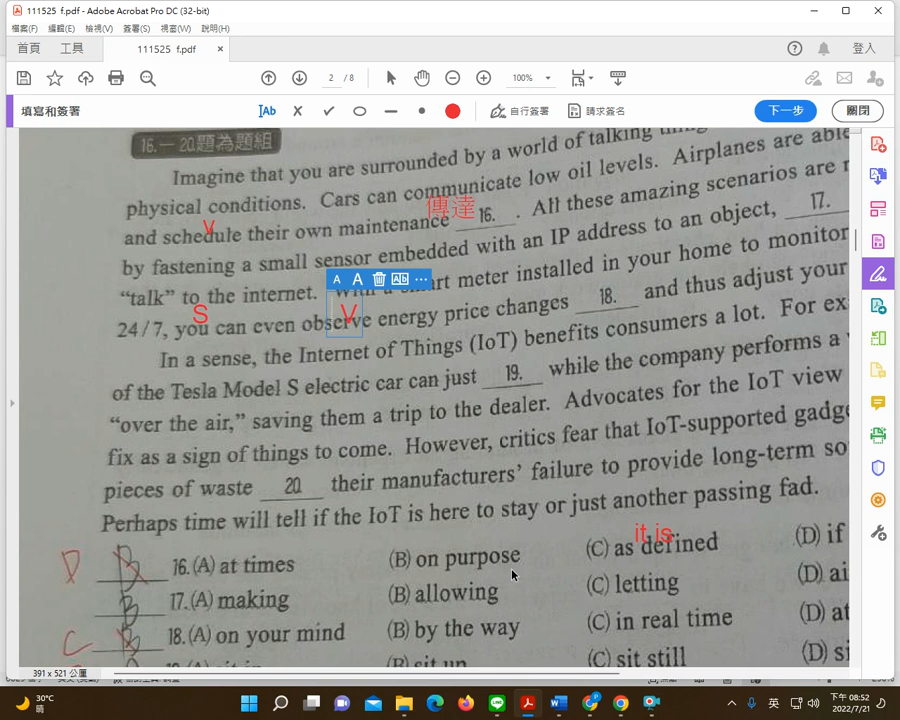 111525 f.pdf - Adobe Acrobat Pro DC (32-bit)
檔案(F) 編輯(E) 檢視(V) 簽署(S) 視窗(W) 說明(H)
首頁 工具 111525 f.pdf × 登入
2 / 8 100%
填寫和簽署 Ab 自行簽署 請求簽名 下一步 關閉
16.－20.題為題組
Imagine that you are surrounded by a world of talking
physical conditions. Cars can communicate low oil levels. Airplanes are able
傳達
and schedule their own maintenance 16. . All these amazing scenarios are
V
by fastening a small sensor embedded with an IP address to an object, 17.
A A Ab ...
“talk” to the internet. With a smart meter installed in your home to monitor
S V
24/7, you can even observe energy price changes 18. and thus adjust your
In a sense, the Internet of Things (IoT) benefits consumers a lot. For
of the Tesla Model S electric car can just 19. while the company performs a
“over the air,” saving them a trip to the dealer. Advocates for the IoT view
fix as a sign of things to come. However, critics fear that IoT-supported
pieces of waste 20. their manufacturers’ failure to provide long-term
Perhaps time will tell if the IoT is here to stay or just another passing fad.
it is
D B 16.(A) at times (B) on purpose (C) as defined (D) if
B 17.(A) making (B) allowing (C) letting (D)
C B 18.(A) on your mind (B) by the way (C) in real time (D) at
(B) sit up (C) sit still (D)
391 x 521 公釐
30°C
晴
英
下午 08:52
2022/7/21